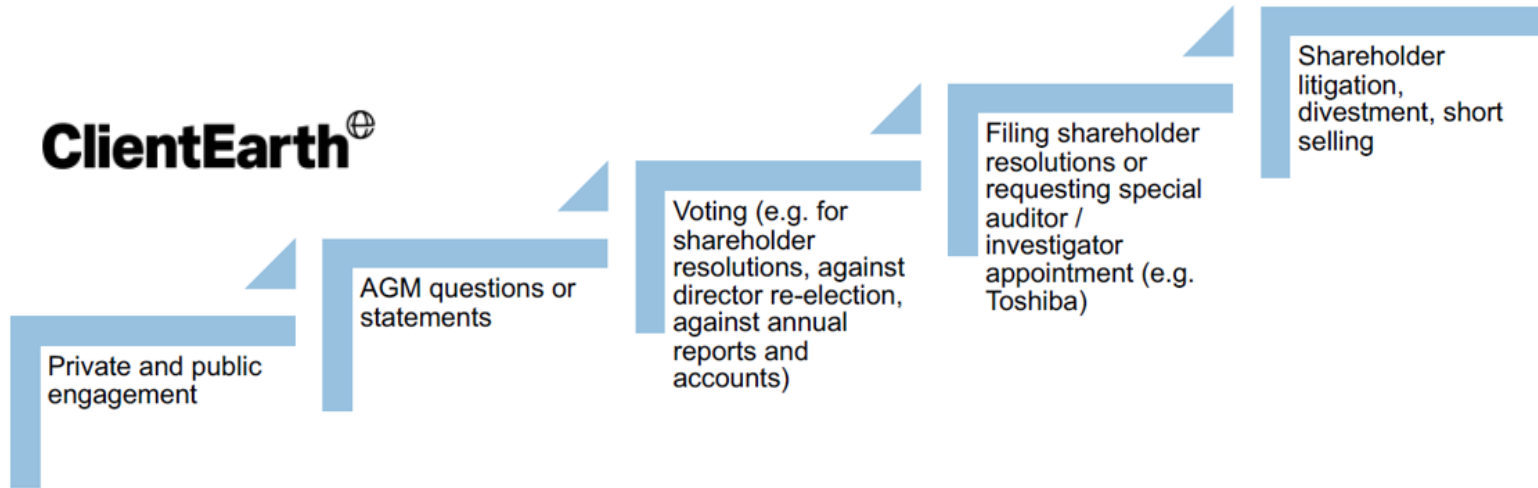 ClientEarth
Private and public
engagement
AGM questions or
statements
Voting (e.g. for
shareholder
resolutions, against
director re-election,
against annual
reports and
accounts)
Filing shareholder
resolutions or
requesting special
auditor /
investigator
appointment (e.g.
Toshiba)
Shareholder
litigation,
divestment, short
selling